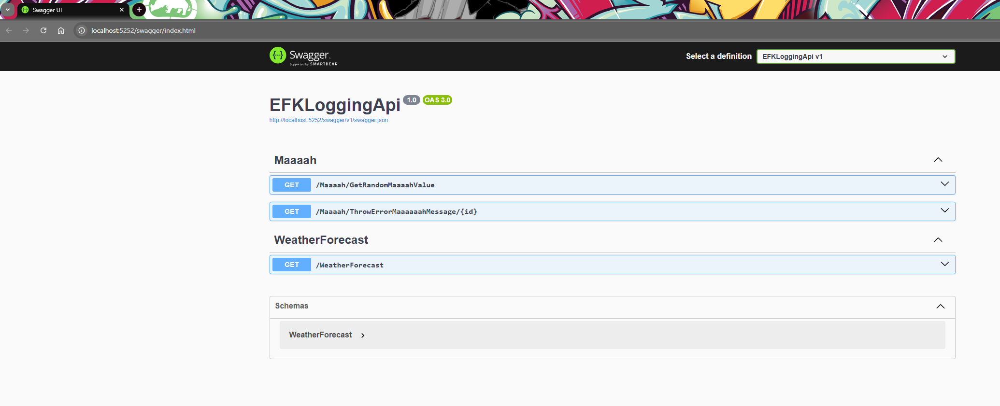 Swagger UI
localhost:5252/swagger/index.html
Swagger
Supported by SMARTBEAR
Select a definition
EFKLoggingApi v1
EFKLoggingApi 1.0 OAS 3.0
http://localhost:5252/swagger/v1/swagger.json
Maaaah
GET /Maaaah/GetRandomMaaaahValue
GET /Maaaah/ThrowErrorMaaaaaahMessage/{id}
WeatherForecast
GET /WeatherForecast
Schemas
WeatherForecast